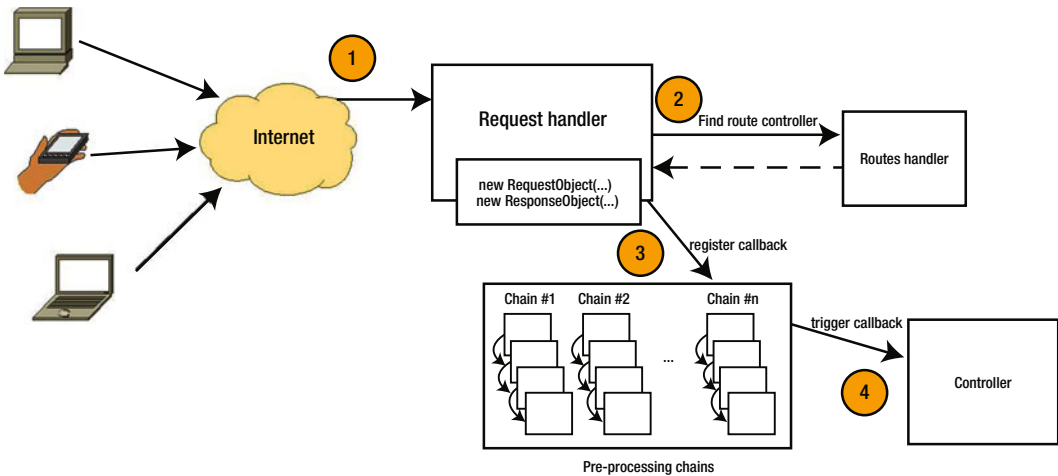 1
Internet
Request handler
new RequestObject(...)
new ResponseObject(...)
2
Find route controller
Routes handler
3
register callback
Chain #1
Chain #2
Chain #n
...
Pre-processing chains
trigger callback
4
Controller